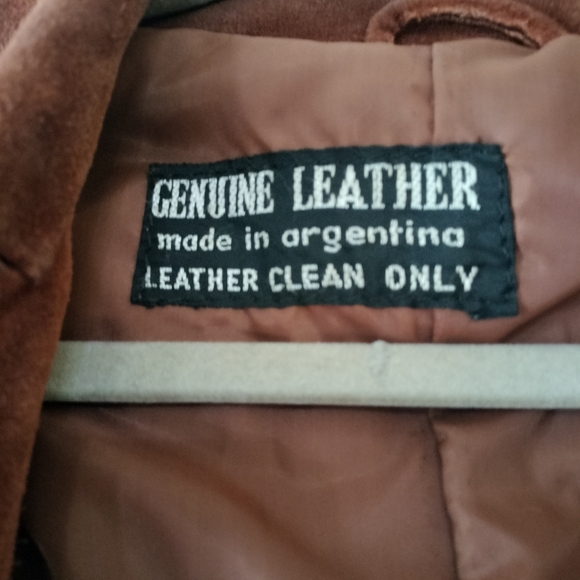 GENUINE LEATHER
made in argentina
LEATHER CLEAN ONLY